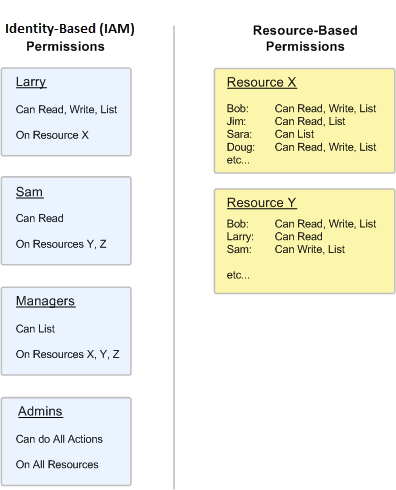 Identity-Based (IAM)
Permissions
Larry
Can Read, Write, List
On Resource X
Sam
Can Read
On Resources Y, Z
Managers
Can List
On Resources X, Y, Z
Admins
Can do All Actions
On All Resources
Resource-Based
Permissions
Resource X
Bob: Can Read, Write, List
Jim: Can Read, List
Sara: Can List
Doug: Can Read, Write, List
etc...
Resource Y
Bob: Can Read, Write, List
Larry: Can Read
Sam: Can Write, List
etc...